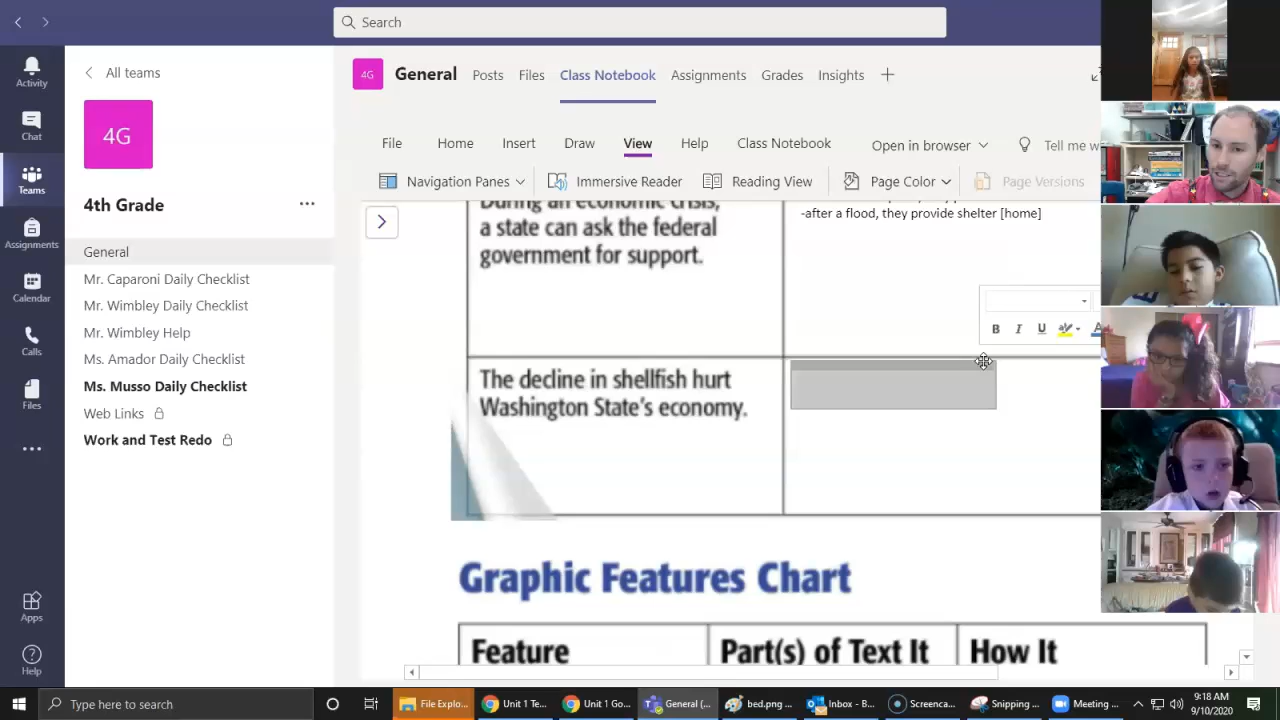 Search
Activity
Chat
Teams
Assignments
Calendar
Calls
Files
Apps
Help
All teams
4G
4th Grade
General
Mr. Caparoni Daily Checklist
Mr. Wimbley Daily Checklist
Mr. Wimbley Help
Ms. Amador Daily Checklist
Ms. Musso Daily Checklist
Web Links
Work and Test Redo
4G General Posts Files Class Notebook Assignments Grades Insights
File Home Insert Draw View Help Class Notebook Open in browser Tell me w
Navigation Panes Immersive Reader Reading View Page Color Page Versions
During an economic crisis,
a state can ask the federal
government for support.
-after a flood, they provide shelter [home]
B I U A
The decline in shellfish hurt
Washington State's economy.
Graphic Features Chart
Feature Part(s) of Text It How It
Type here to search
File Explo... Unit 1 Te... Unit 1 Go... General (... bed.png ... Inbox - B... Screenca... Snipping ... Meeting ...
9:18 AM
9/10/2020